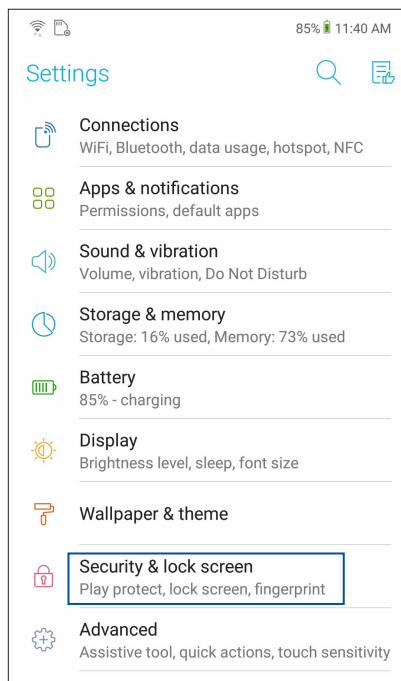 85% 11:40 AM
Settings
Connections
WiFi, Bluetooth, data usage, hotspot, NFC
Apps & notifications
Permissions, default apps
Sound & vibration
Volume, vibration, Do Not Disturb
Storage & memory
Storage: 16% used, Memory: 73% used
Battery
85% - charging
Display
Brightness level, sleep, font size
Wallpaper & theme
Security & lock screen
Play protect, lock screen, fingerprint
Advanced
Assistive tool, quick actions, touch sensitivity